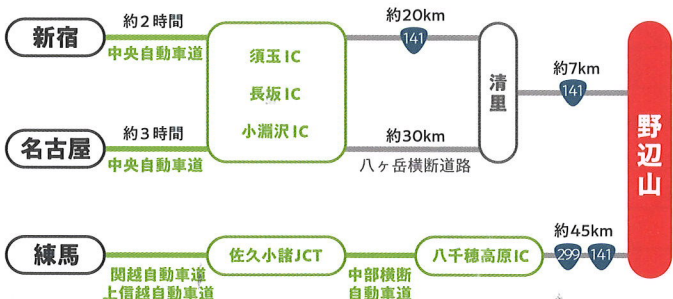 新宿
約2時間
中央自動車道
須玉IC
長坂IC
小淵沢IC
約20km
141
清里
約7km
141
野辺山
名古屋
約3時間
中央自動車道
約30km
八ヶ岳横断道路
練馬
関越自動車道
上信越自動車道
佐久小諸JCT
中部横断
自動車道
八千穂高原IC
約45km
299
141